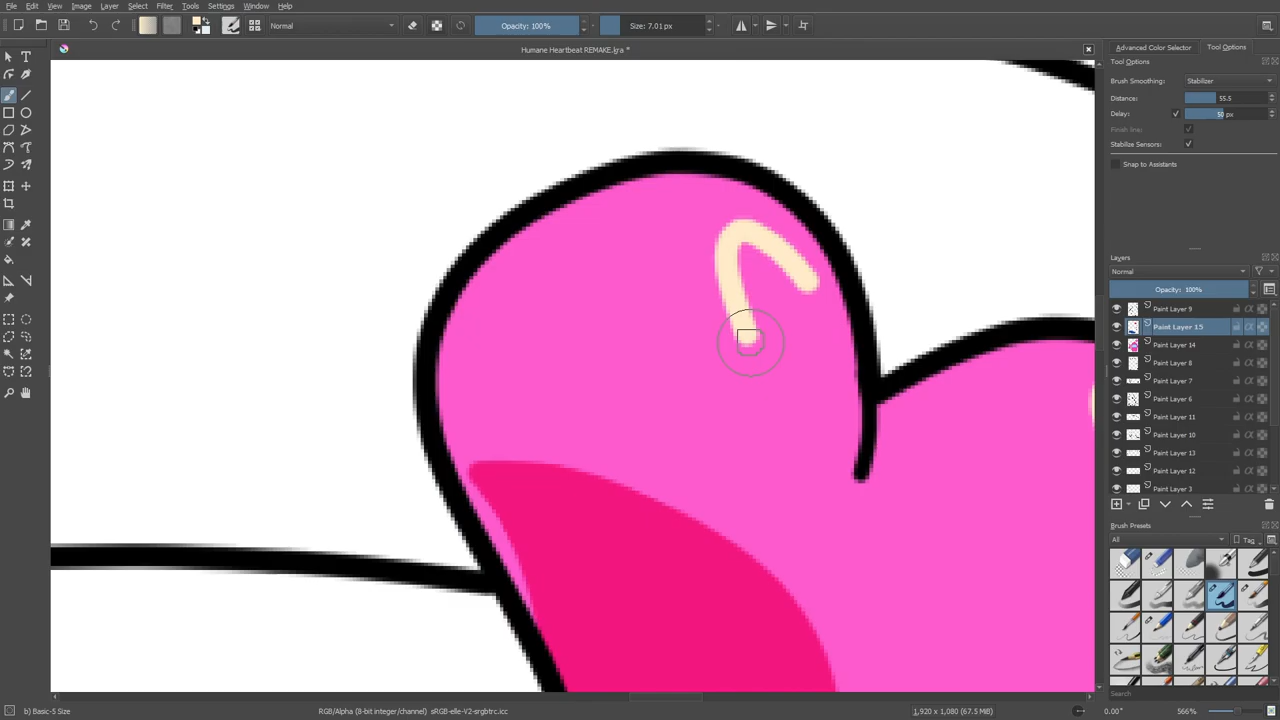 File Edit View Image Layer Select Filter Tools Settings Window Help
Normal
Opacity: 100%
Size: 7.01 px
Humane Heartbeat REMAKE.kra *
Advanced Color Selector
Tool Options
Tool Options
Brush Smoothing:
Stabilizer
Distance:
55.5
Delay:
50 px
Finish line:
Stabilize Sensors:
Snap to Assistants
Layers
Normal
Opacity: 100%
Paint Layer 9
Paint Layer 15
Paint Layer 14
Paint Layer 8
Paint Layer 7
Paint Layer 6
Paint Layer 11
Paint Layer 10
Paint Layer 13
Paint Layer 12
Paint Layer 3
Brush Presets
All
Tag
Search
b) Basic-5 Size
RGB/Alpha (8-bit integer/channel) sRGB-elle-V2-srgbtrc.icc
1,920 x 1,080 (67.5 MiB)
0.00°
566%